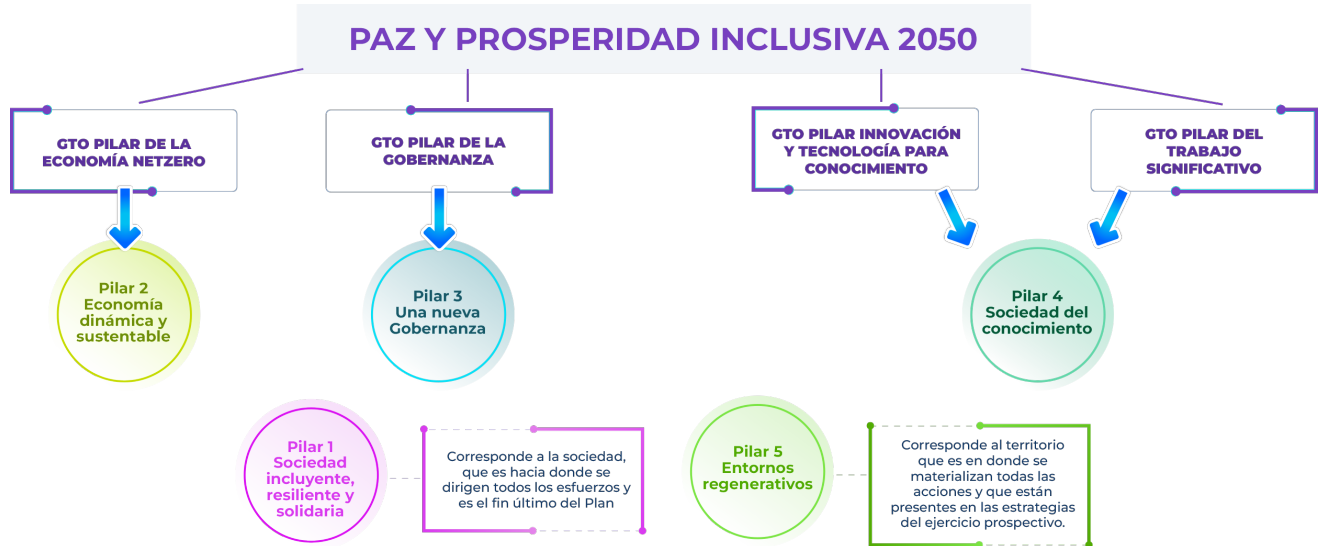 PAZ Y PROSPERIDAD INCLUSIVA 2050
GTO PILAR DE LA
ECONOMÍA NETZERO
GTO PILAR DE LA
GOBERNANZA
GTO PILAR INNOVACIÓN
Y TECNOLOGÍA PARA
CONOCIMIENTO
GTO PILAR DEL
TRABAJO
SIGNIFICATIVO
Pilar 2
Economía
dinámica y
sustentable
Pilar 3
Una nueva
Gobernanza
Pilar 4
Sociedad del
conocimiento
Pilar 1
Sociedad
incluyente,
resiliente y
solidaria
Corresponde a la sociedad,
que es hacia donde se
dirigen todos los esfuerzos y
es el fin último del Plan
Pilar 5
Entornos
regenerativos
Corresponde al territorio
que es en donde se
materializan todas las
acciones y que están
presentes en las estrategias
del ejercicio prospectivo.